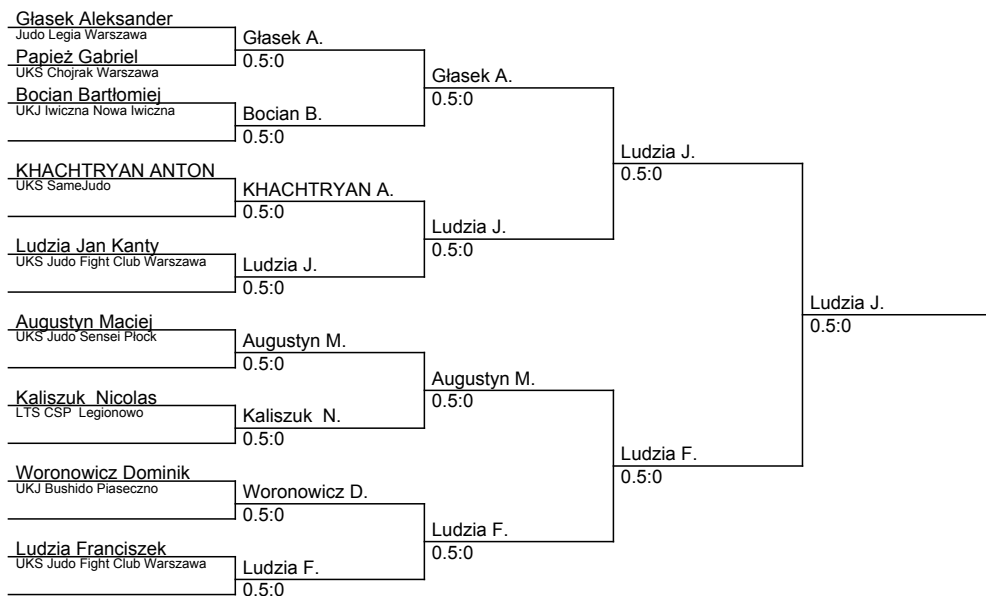 Głasek Aleksander
Judo Legia Warszawa
Papież Gabriel
UKS Chojrak Warszawa
Bocian Bartłomiej
UKJ Iwiczna Nowa Iwiczna
KHACHTRYAN ANTON
UKS SameJudo
Ludzia Jan Kanty
UKS Judo Fight Club Warszawa
Augustyn Maciej
UKS Judo Sensei Płock
Kaliszuk  Nicolas
LTS CSP  Legionowo
Woronowicz Dominik
UKJ Bushido Piaseczno
Ludzia Franciszek
UKS Judo Fight Club Warszawa
Głasek A.
0.5:0
Bocian B.
0.5:0
KHACHTRYAN A.
0.5:0
Ludzia J.
0.5:0
Augustyn M.
0.5:0
Kaliszuk  N.
0.5:0
Woronowicz D.
0.5:0
Ludzia F.
0.5:0
Głasek A.
0.5:0
Ludzia J.
0.5:0
Augustyn M.
0.5:0
Ludzia F.
0.5:0
Ludzia J.
0.5:0
Ludzia F.
0.5:0
Ludzia J.
0.5:0